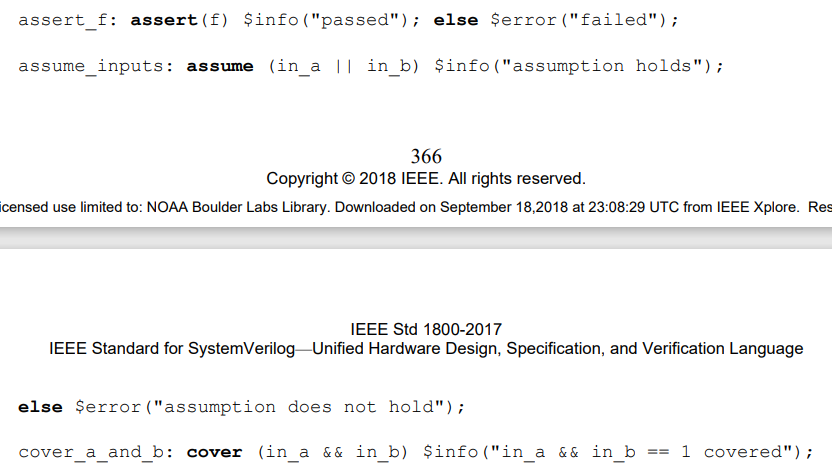 assert_f: assert(f) $info("passed"); else $error("failed");
assume_inputs: assume (in_a || in_b) $info("assumption holds");
366
Copyright © 2018 IEEE. All rights reserved.
icensed use limited to: NOAA Boulder Labs Library. Downloaded on September 18,2018 at 23:08:29 UTC from IEEE Xplore. Res
IEEE Std 1800-2017
IEEE Standard for SystemVerilog—Unified Hardware Design, Specification, and Verification Language
else $error("assumption does not hold");
cover_a_and_b: cover (in_a && in_b) $info("in_a && in_b == 1 covered");